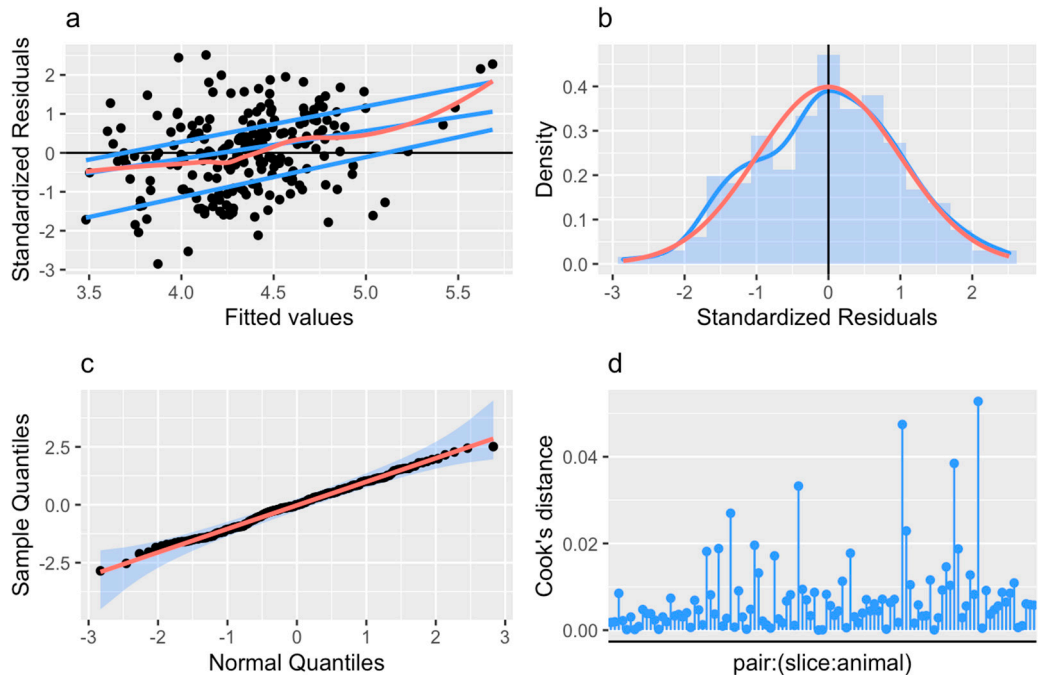 a
Standardized Residuals
2
1
0
-1
-2
-3
3.5 4.0 4.5 5.0 5.5
Fitted values
b
Density
0.4
0.3
0.2
0.1
0.0
-3 -2 -1 0 1 2
Standardized Residuals
c
Sample Quantiles
2.5
0.0
-2.5
-3 -2 -1 0 1 2 3
Normal Quantiles
d
Cook's distance
0.04
0.02
0.00
pair:(slice:animal)